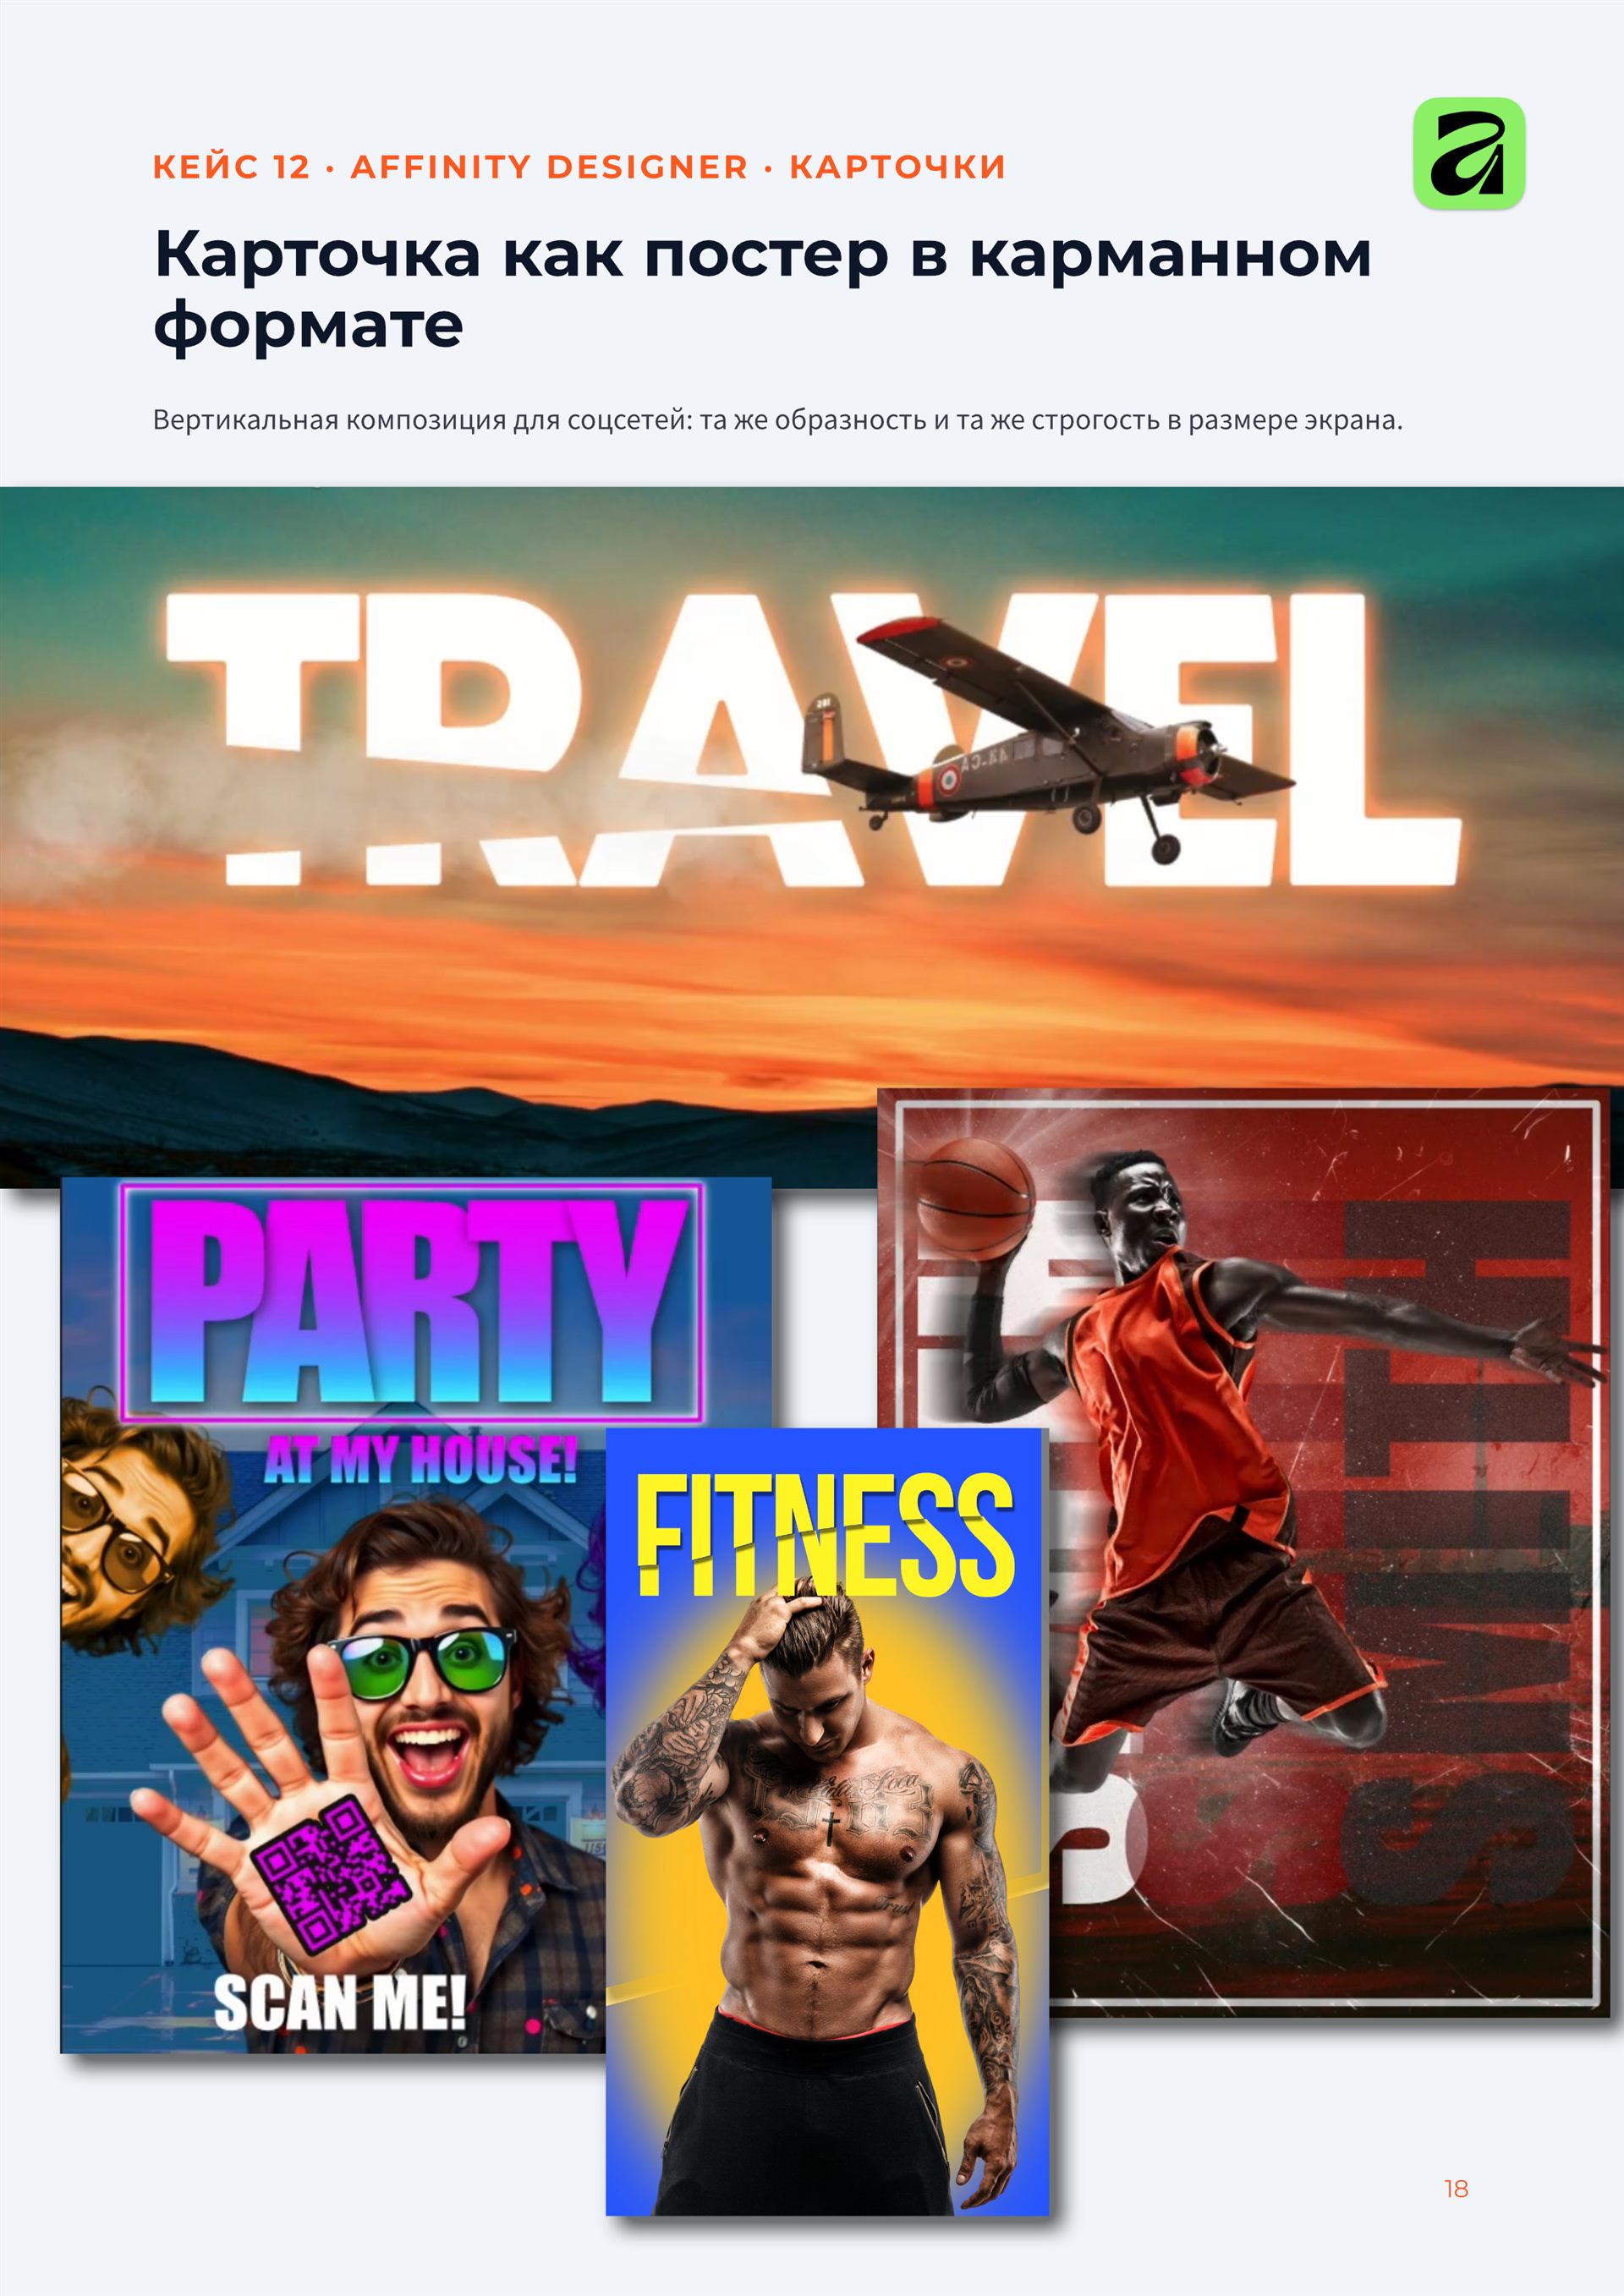 КЕЙС 12 · AFFINITY DESIGNER · КАРТОЧКИ
Карточка как постер в карманном
формате
Вертикальная композиция для соцсетей: та же образность и та же строгость в размере экрана.
TRAVEL
PARTY
AT MY HOUSE!
SCAN ME!
FITNESS
SMITH
18